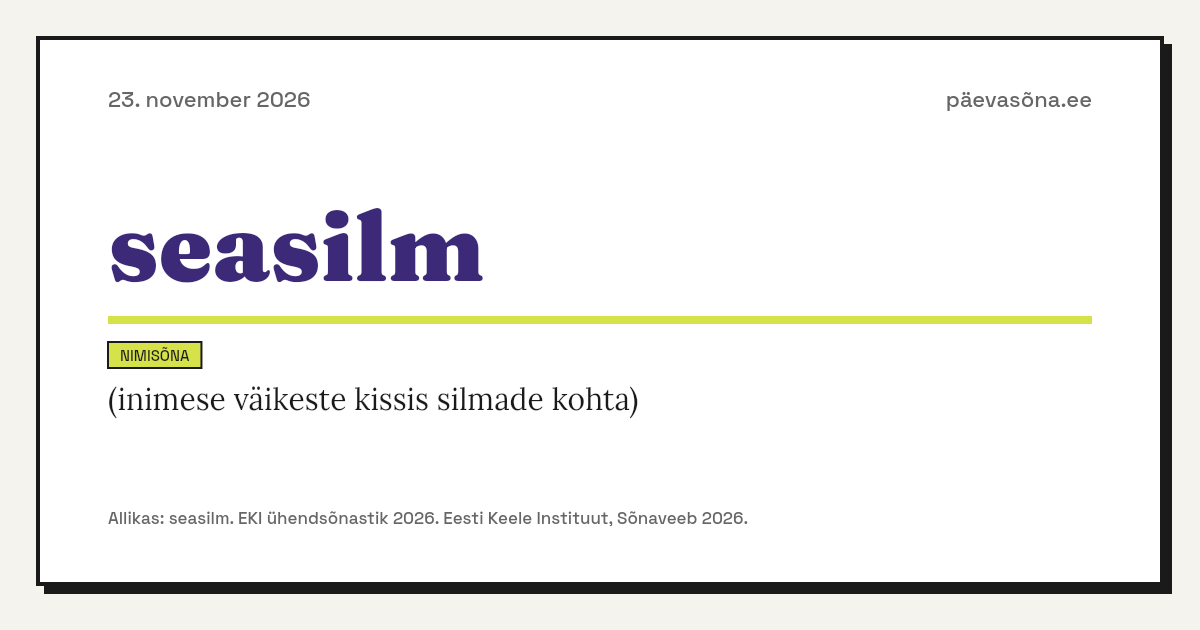 23. november 2026
päevasõna.ee
seasilm
NIMISÕNA
(inimese väikeste kissis silmade kohta)
Allikas: seasilm. EKI ühendsõnastik 2026. Eesti Keele Instituut, Sõnaveeb 2026.